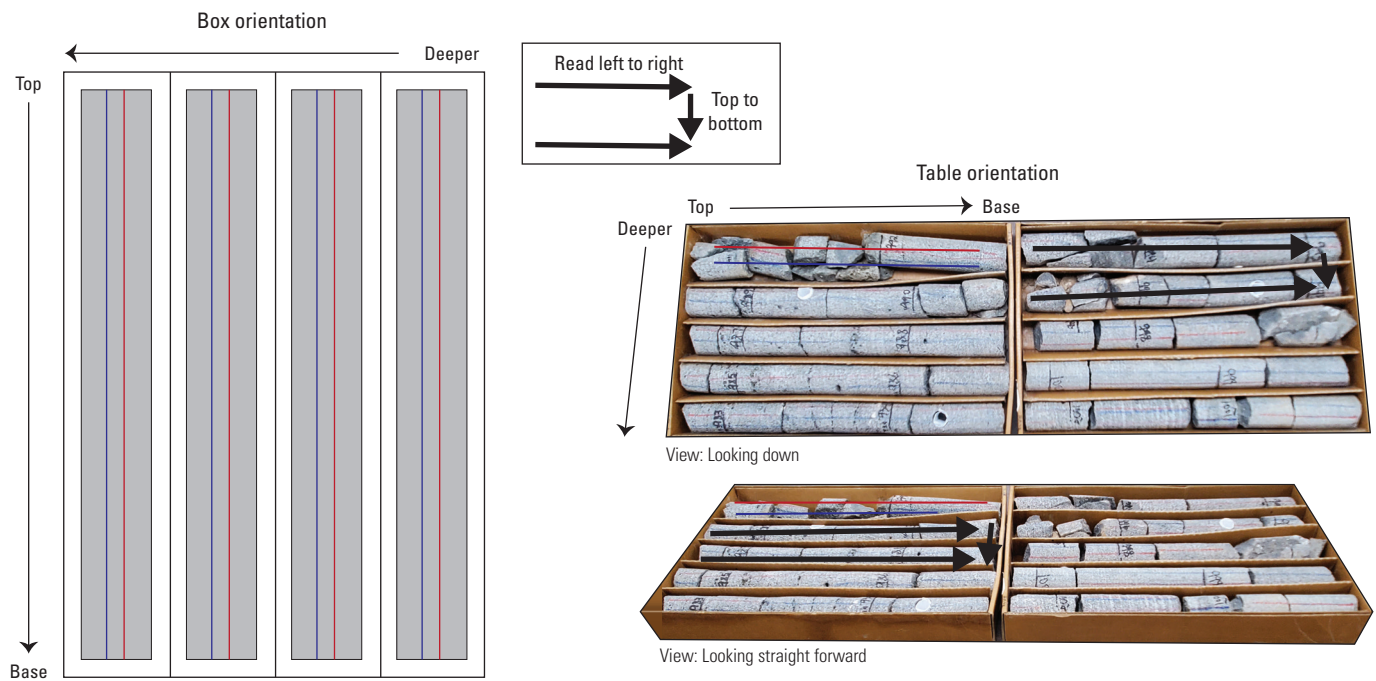 Box orientation
Deeper
Top
Base
Read left to right
Top to
bottom
Table orientation
Top
Base
Deeper
View: Looking down
View: Looking straight forward